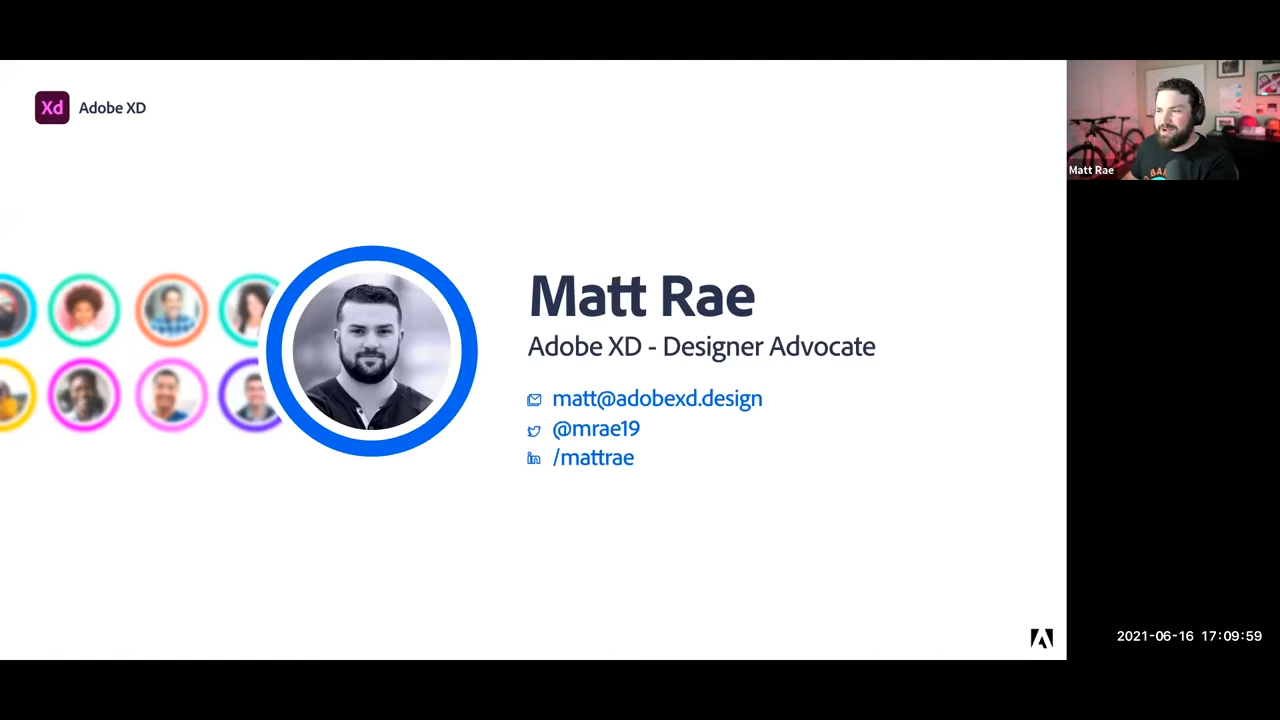 Xd Adobe XD
Matt Rae
Adobe XD - Designer Advocate
matt@adobexd.design
@mrae19
/mattrae
Matt Rae
2021-06-16 17:09:59